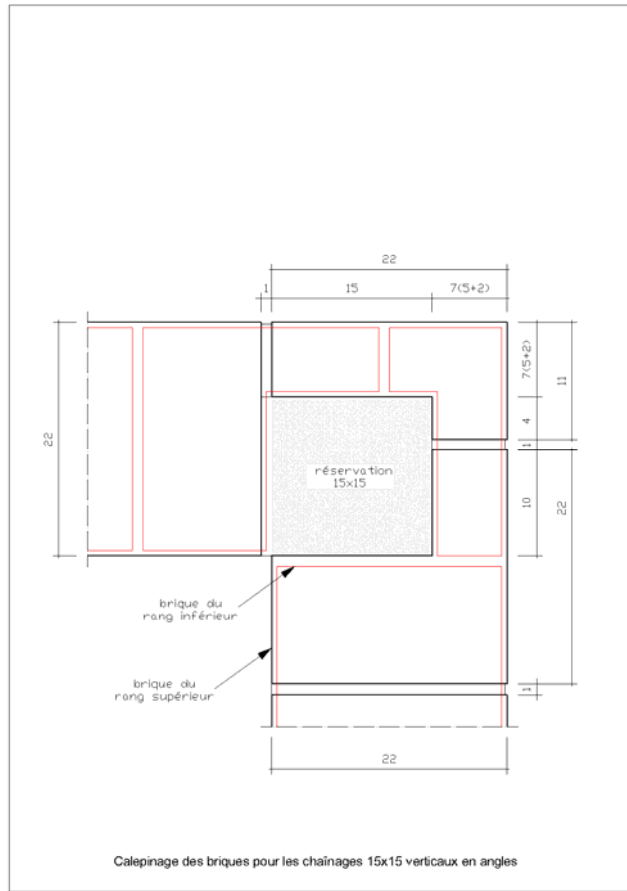 22
1
15
7(5+2)
7(5+2)
11
4
1
22
10
22
réservation
15x15
brique du
rang inférieur
brique du
rang supérieur
1
22
Calepinage des briques pour les chaînages 15x15 verticaux en angles